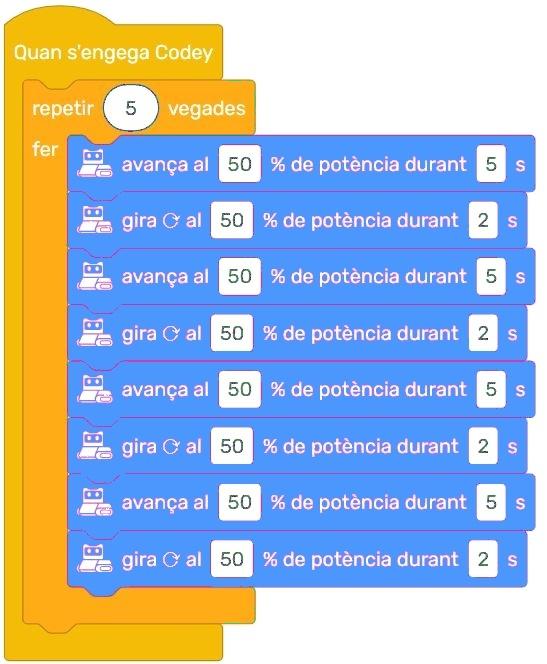 Quan s'engega Codey
repetir 5 vegades
fer
avança al 50 % de potència durant 5 s
gira al 50 % de potència durant 2 s
avança al 50 % de potència durant 5 s
gira al 50 % de potència durant 2 s
avança al 50 % de potència durant 5 s
gira al 50 % de potència durant 2 s
avança al 50 % de potència durant 5 s
gira al 50 % de potència durant 2 s